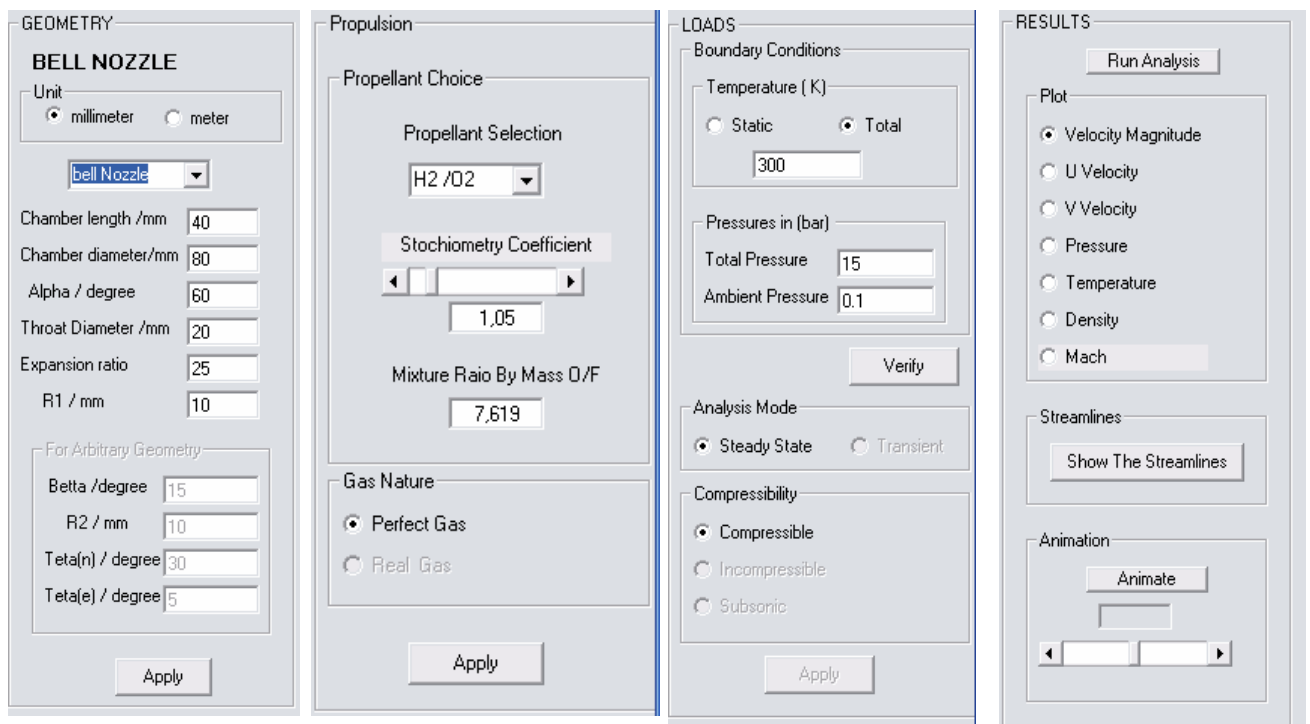 GEOMETRY
BELL NOZZLE
Unit
millimeter meter
bell Nozzle
Chamber length /mm 40
Chamber diameter/mm 80
Alpha / degree 60
Throat Diameter /mm 20
Expansion ratio 25
R1 / mm 10
For Arbitrary Geometry
Betta /degree 15
R2 / mm 10
Teta(n) / degree 30
Teta(e) / degree 5
Apply
Propulsion
Propellant Choice
Propellant Selection
H2 /O2
Stochiometry Coefficient
1,05
Mixture Raio By Mass O/F
7,619
Gas Nature
Perfect Gas
Real Gas
Apply
LOADS
Boundary Conditions
Temperature ( K)
Static Total
300
Pressures in (bar)
Total Pressure 15
Ambient Pressure 0.1
Verify
Analysis Mode
Steady State Transient
Compressibility
Compressible
Incompressible
Subsonic
Apply
RESULTS
Run Analysis
Plot
Velocity Magnitude
U Velocity
V Velocity
Pressure
Temperature
Density
Mach
Streamlines
Show The Streamlines
Animation
Animate